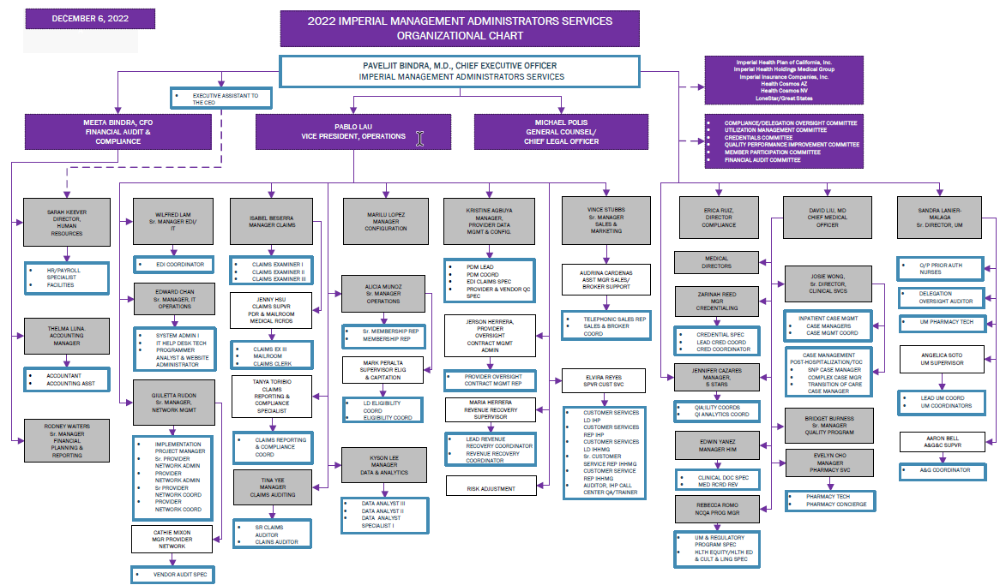 DECEMBER 6, 2022
2022 IMPERIAL MANAGEMENT ADMINISTRATORS SERVICES
ORGANIZATIONAL CHART
PAVELJIT BINDRA, M.D., CHIEF EXECUTIVE OFFICER
IMPERIAL MANAGEMENT ADMINISTRATORS SERVICES
Imperial Health Plan of California, Inc.
Imperial Health Holdings Medical Group
Imperial Insurance Companies, Inc.
Health Cosmos AZ
Health Cosmos NV
LoneStar/Great States
• EXECUTIVE ASSISTANT TO
THE CEO
MEETA BINDRA, CFO
FINANCIAL AUDIT &
COMPLIANCE
PABLO LAU
VICE PRESIDENT, OPERATIONS
MICHAEL POLIS
GENERAL COUNSEL/
CHIEF LEGAL OFFICER
• COMPLIANCE/DELEGATION OVERSIGHT COMMITTEE
• UTILIZATION MANAGEMENT COMMITTEE
• CREDENTIALS COMMITTEE
• QUALITY PERFORMANCE IMPROVEMENT COMMITTEE
• MEMBER PARTICIPATION COMMITTEE
• FINANCIAL AUDIT COMMITTEE
SARAH KEEVER
DIRECTOR,
HUMAN
RESOURCES
• HR/PAYROLL
SPECIALIST
• FACILITIES
THELMA LUNA.
ACCOUNTING
MANAGER
• ACCOUNTANT
• ACCOUNTING ASST
RODNEY WAITERS
Sr. MANAGER
FINANCIAL
PLANNING &
REPORTING
WILFRED LAM
Sr. MANAGER EDI/
IT
• EDI COORDINATOR
EDWARD CHAN
Sr. MANAGER, IT
OPERATIONS
• SYSTEM ADMIN I
• IT HELP DESK TECH
• PROGRAMMER
• ANALYST & WEBSITE
ADMINISTRATOR
GIULETTA RUDON
Sr. MANAGER,
NETWORK MGMT
• IMPLEMENTATION
PROJECT MANAGER
• Sr. PROVIDER
NETWORK ADMIN
• PROVIDER
NETWORK ADMIN
• Sr PROVIDER
NETWORK COORD
• PROVIDER
NETWORK COORD
CATHIE MIXON
MGR PROVIDER
NETWORK
• VENDOR AUDIT SPEC
ISABEL BESERRA
MANAGER CLAIMS
• CLAIMS EXAMINER I
• CLAIMS EXAMINER II
• CLAIMS EXAMINER III
JENNY HSU
CLAIMS SUPVR
PDR & MAILROOM
MEDICAL RCRDS
• CLAIMS EX III
• MAILROOM
• CLAIMS CLERK
TANYA TORIBIO
CLAIMS
REPORTING &
COMPLIANCE
SPECIALIST
• CLAIMS REPORTING
& COMPLIANCE
COORD
TINA YEE
MANAGER
CLAIMS AUDITING
• SR CLAIMS
AUDITOR
• CLAINS AUDITOR
MARILU LOPEZ
MANAGER
CONFIGURATION
ALICIA MUNOZ
Sr. MANAGER
OPERATIONS
• Sr. MEMBERSHIP REP
• MEMBERSHIP REP
MARK PERALTA
SUPERVISOR ELIG
& CAPITATION
• LD ELIGIBILITY
COORD
• ELIGIBILITY COORD
KYSON LEE
MANAGER
DATA & ANALYTICS
• DATA ANALYST III
• DATA ANALYST II
• DATA ANALYST
SPECIALIST I
KRISTINE AGBUYA
MANAGER,
PROVIDER DATA
MGMT & CONFIG.
• PDM LEAD
• PDM COORD
• EDI CLAIMS SPEC
• PROVIDER & VENDOR QC
SPEC
JERSON HERRERA,
PROVIDER
OVERSIGHT
CONTRACT MGMT
ADMIN
• PROVIDER OVERSIGHT
CONTRACT MGMT REP
MARIA HERRERA
REVENUE RECOVERY
SUPERVISOR
• LEAD REVENUE
RECOVERY COORDINATOR
• REVENUE RECOVERY
COORDINATOR
RISK ADJUSTMENT
VINCE STUBBS
Sr. MANAGER
SALES &
MARKETING
AUDRINA CARDENAS
ASST MGR SALES/
BROKER SUPPORT
• TELEPHONIC SALES REP
• SALES & BROKER
COORD
ELVIRA REYES
SPVR CUST SVC
• CUSTOMER SERVICES
LD IHP
• CUSTOMER SERVICES
REP IHP
• CUSTOMER SERVICES
LD IHHMG
• Sr. CUSTOMER
SERVICE REP IHHMG
• CUSTOMER SERVICE
REP IHHMG
• AUDITOR, IHP CALL
CENTER QA/TRAINER
ERICA RUIZ,
DIRECTOR
COMPLIANCE
MEDICAL
DIRECTORS
ZARINAH REED
MGR
CREDENTIALING
• CREDENTIAL SPEC
• LEAD CRED COORD
• CRED COORDINATOR
JENNIFER CAZARES
MANAGER,
5 STARS
• QIA;ILITY COORDS
• QI ANALYTICS COORD
EDWIN YANEZ
MANAGER HIM
• CLINICAL DOC SPEC
• MED RCRD REV
REBECCA ROMO
NCQA PROG MGR
• UM & REGULATORY
PROGRAM SPEC
• HLTH EQUITY/HLTH ED
& CULT & LING SPEC
DAVID LIU, MD
CHIEF MEDICAL
OFFICER
JOSIE WONG,
Sr. DIRECTOR,
CLINICAL SVCS
INPATIENT CASE MGMT
• CASE MANAGERS
• CASE MGMT COORD
CASE MANAGEMENT
POST-HOSPITALIZATION/TOC
• SNP CASE MANAGER
• COMPLEX CASE MGR
• TRANSITION OF CARE
CASE MANAGER
BRIDGET BURNESS
Sr. MANAGER
QUALITY PROGRAM
EVELYN CHO
MANAGER
PHARMACY SVC
• PHARMACY TECH
• PHARMACY CONCIERGE
SANDRA LANIER-
MALAGA
Sr. DIRECTOR, UM
• O/P PRIOR AUTH
NURSES
• DELEGATION
OVERSIGHT AUDITOR
• UM PHARMACY TECH
ANGELICA SOTO
UM SUPERVISOR
• LEAD UM COORD
• UM COORDINATORS
AARON BELL
A&G&C SUPVR
• A&G COORDINATOR